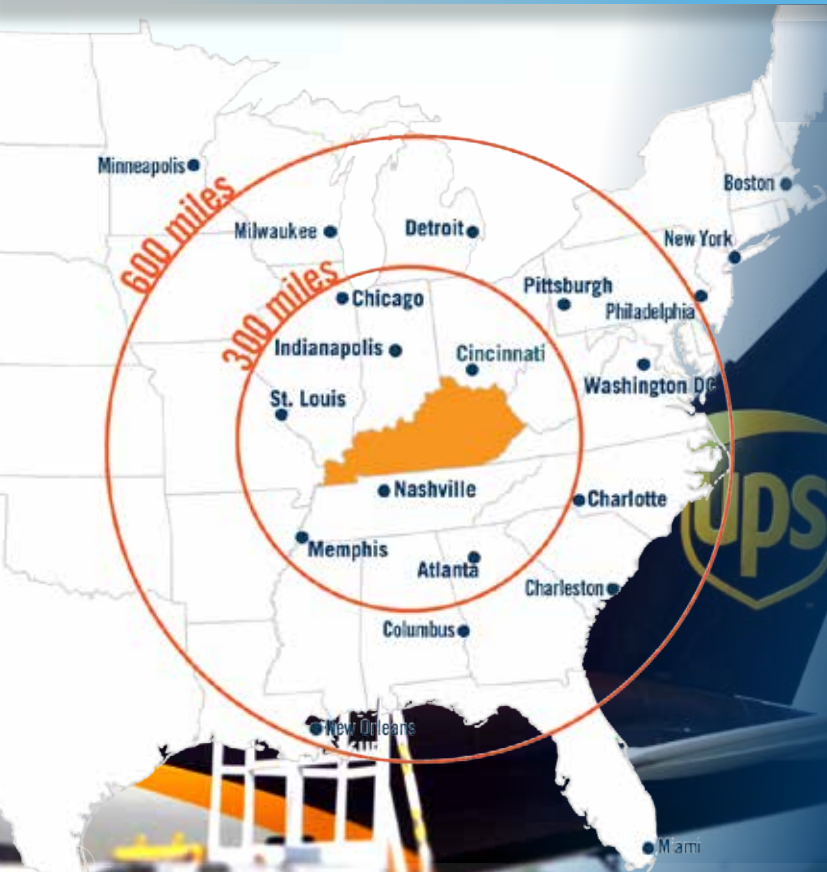 Minneapolis
Boston
600 miles
Milwaukee
Detroit
New York
300 miles
Chicago
Pittsburgh
Philadelphia
Indianapolis
Cincinnati
Washington DC
St. Louis
Nashville
Charlotte
ups
Memphis
Atlanta
Charleston
Columbus
New Orleans
Miami